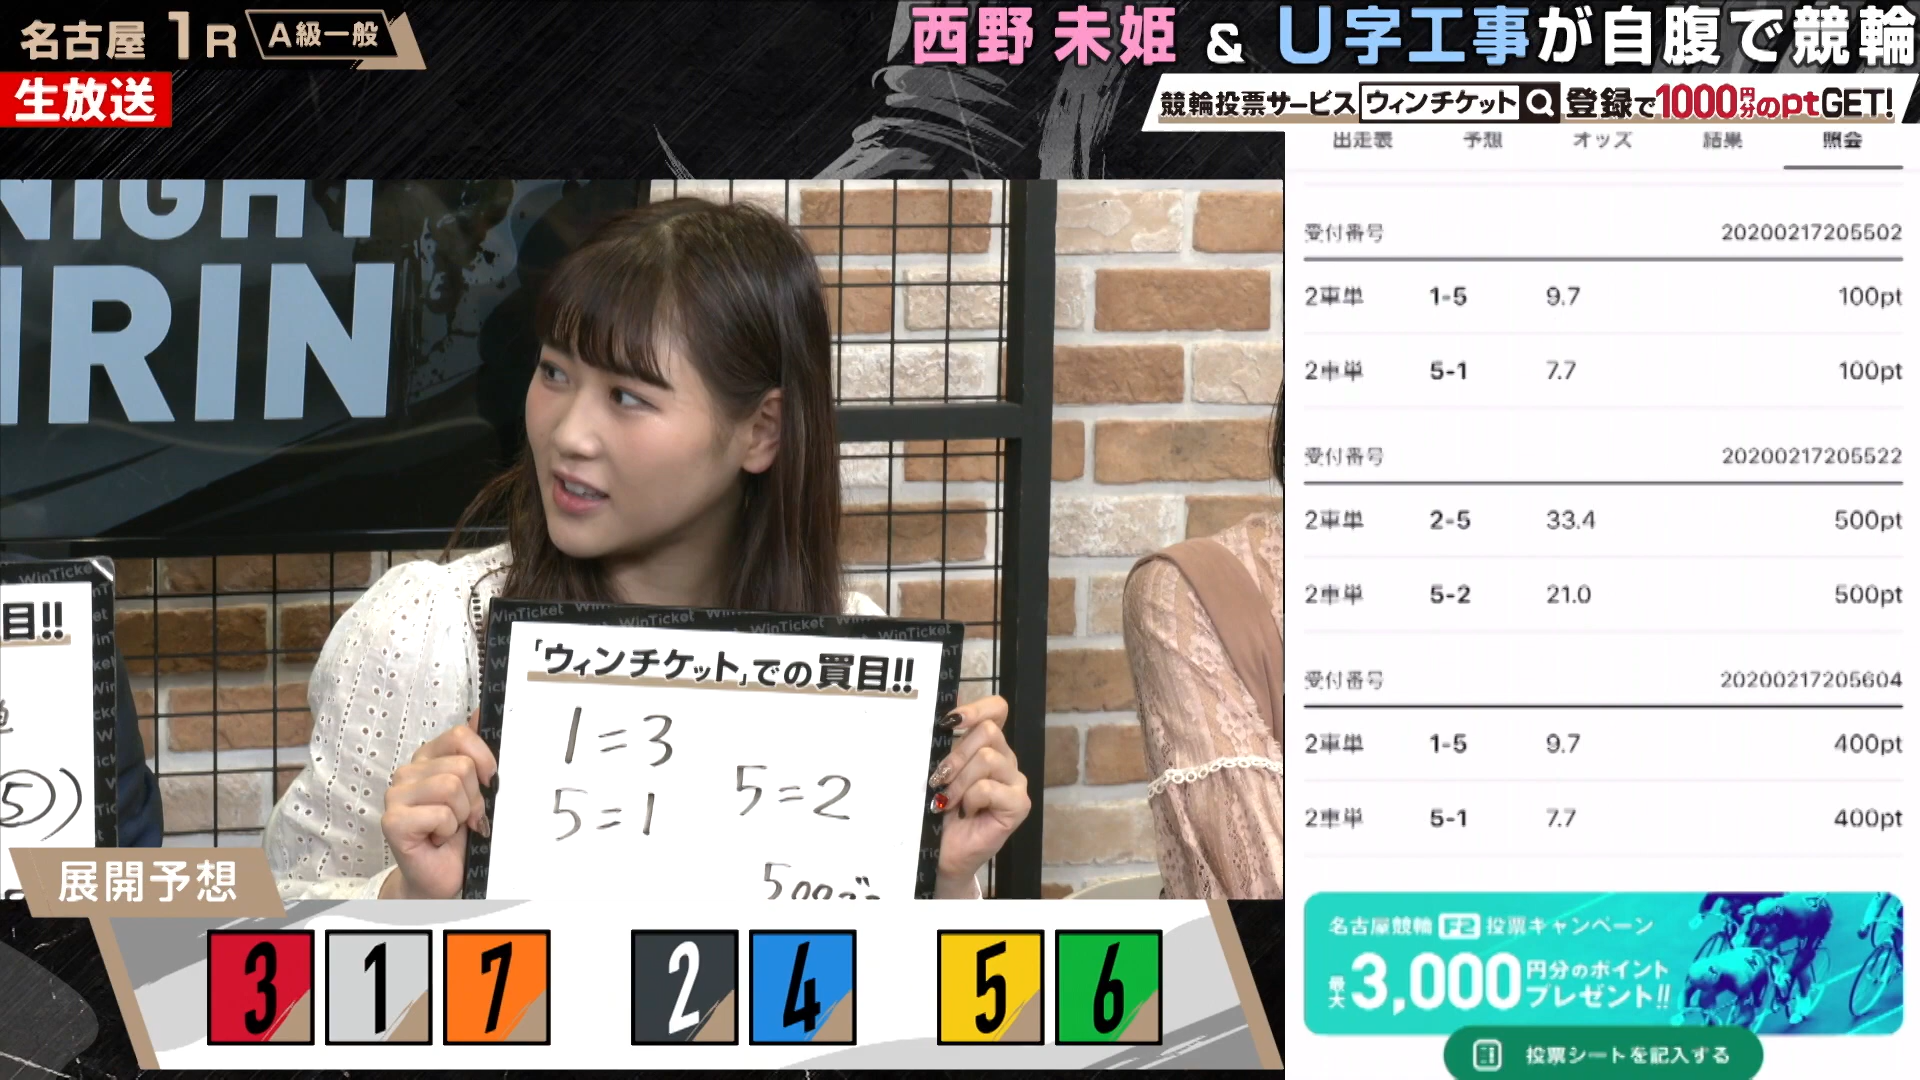 名古屋 1R A級一般
生放送
西野 未姫 & U字工事が自腹で競輪
競輪投票サービス ウィンチケット 登録で1000円分のptGET!
出走表 予想 オッズ 結果 照会
受付番号 20200217205502
2車単 1-5 9.7 100pt
2車単 5-1 7.7 100pt
受付番号 20200217205522
2車単 2-5 33.4 500pt
2車単 5-2 21.0 500pt
受付番号 20200217205604
2車単 1-5 9.7 400pt
2車単 5-1 7.7 400pt
名古屋競輪 F2 投票キャンペーン
最大3,000円分のポイントプレゼント!!
投票シートを記入する
NIGHT
IRIN
目!!
5))
WinTicket WinTicket WinTicket WinTicket
「ウィンチケット」での買目!!
1=3
5=1
5=2
500
展開予想
3 1 7 2 4 5 6